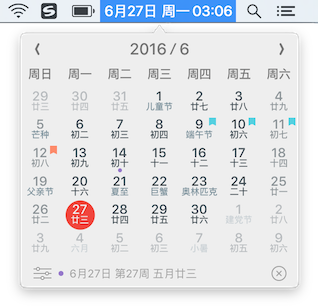 6月27日 周一 03:06
2016 / 6
周日 周一 周二 周三 周四 周五 周六
29 30 31 1 2 3 4
廿三 廿四 廿五 儿童节 廿七 廿八 廿九
5 6 7 8 9 10 11
芒种 初二 初三 初四 端午节 初六 初七
12 13 14 15 16 17 18
初八 初九 初十 十一 十二 十三 十四
19 20 21 22 23 24 25
父亲节 十六 夏至 巨蟹 奥林匹克 二十 廿一
26 27 28 29 30 1 2
廿二 廿三 廿四 廿五 廿六 建党节 廿八
3 4 5 6 7 8 9
廿九 六月 初二 初三 小暑 初五 初六
6月27日 第27周 五月廿三